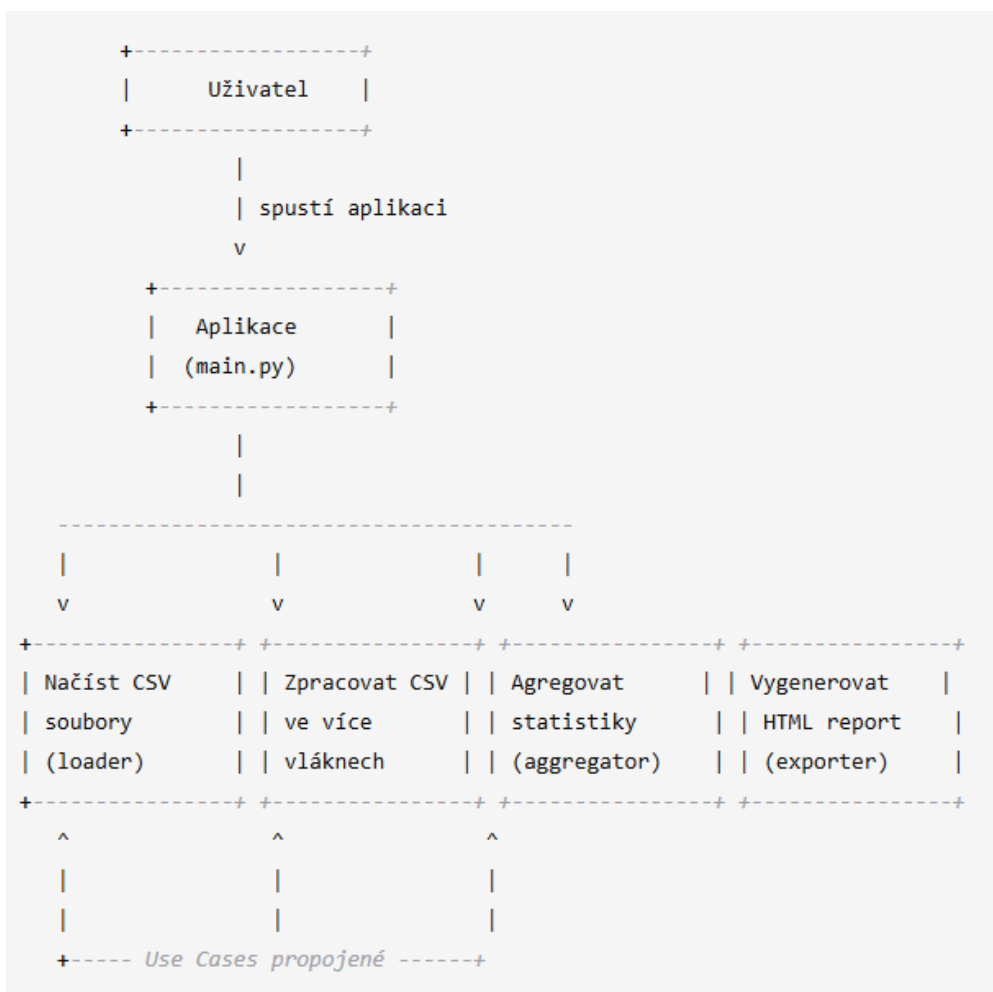 +------------------+
|      Uživatel    |
+------------------+
|
| spustí aplikaci
v
+------------------+
|   Aplikace       |
|  (main.py)       |
+------------------+
|
|
-----------------------------------------
|                |               |      |
v                v               v      v
+----------------+ +----------------+ +----------------+ +----------------+
| Načíst CSV     | | Zpracovat CSV | | Agregovat      | | Vygenerovat    |
| soubory        | | ve více       | | statistiky      | | HTML report    |
| (loader)       | | vláknech      | | (aggregator)    | | (exporter)     |
+----------------+ +----------------+ +----------------+ +----------------+
^                ^                ^
|                |                |
|                |                |
+----- Use Cases propojené ------+